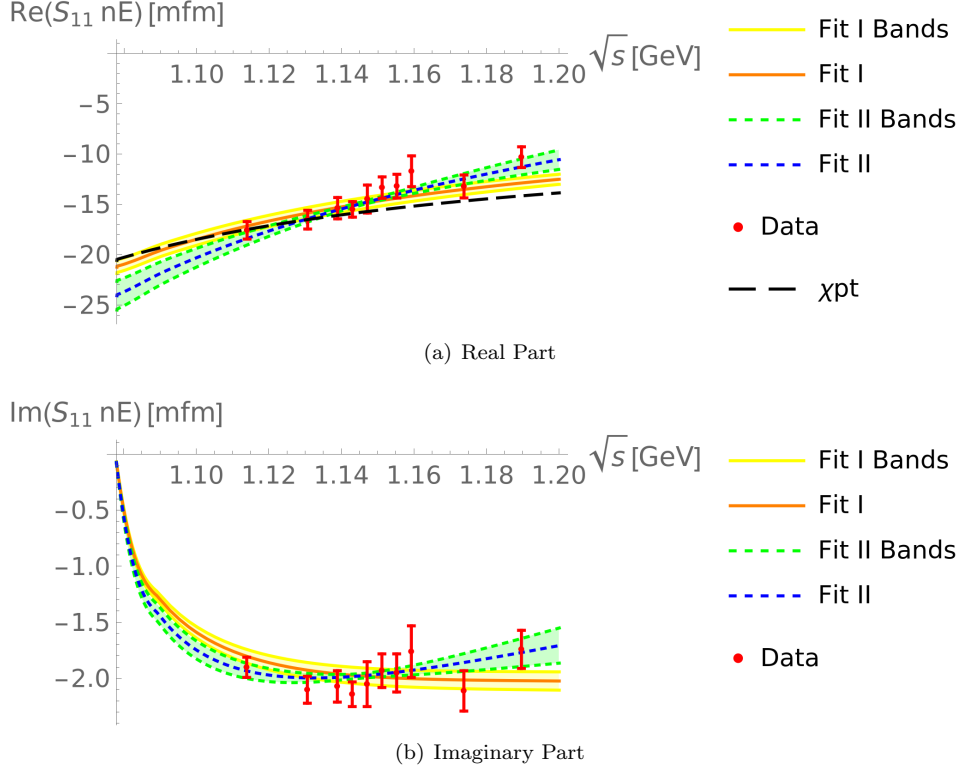 Re(S₁₁ nE) [mfm]
√s [GeV]
1.10 1.12 1.14 1.16 1.18 1.20
−5
−10
−15
−20
−25
Fit I Bands
Fit I
Fit II Bands
Fit II
Data
χpt
(a) Real Part
Im(S₁₁ nE) [mfm]
√s [GeV]
1.10 1.12 1.14 1.16 1.18 1.20
−0.5
−1.0
−1.5
−2.0
Fit I Bands
Fit I
Fit II Bands
Fit II
Data
(b) Imaginary Part